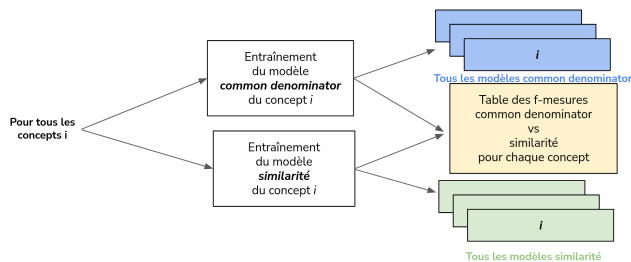 Pour tous les
concepts i
Entraînement
du modèle
common denominator
du concept i
Entraînement
du modèle
similarité
du concept i
i
Tous les modèles common denominator
Table des f-mesures
common denominator
vs
similarité
pour chaque concept
i
Tous les modèles similarité